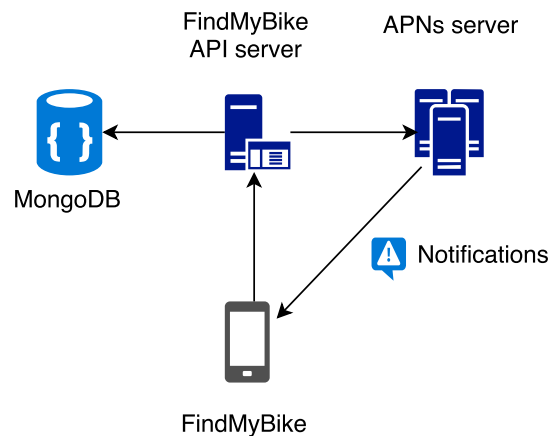 FindMyBike
API server
APNs server
{ }
MongoDB
Notifications
FindMyBike